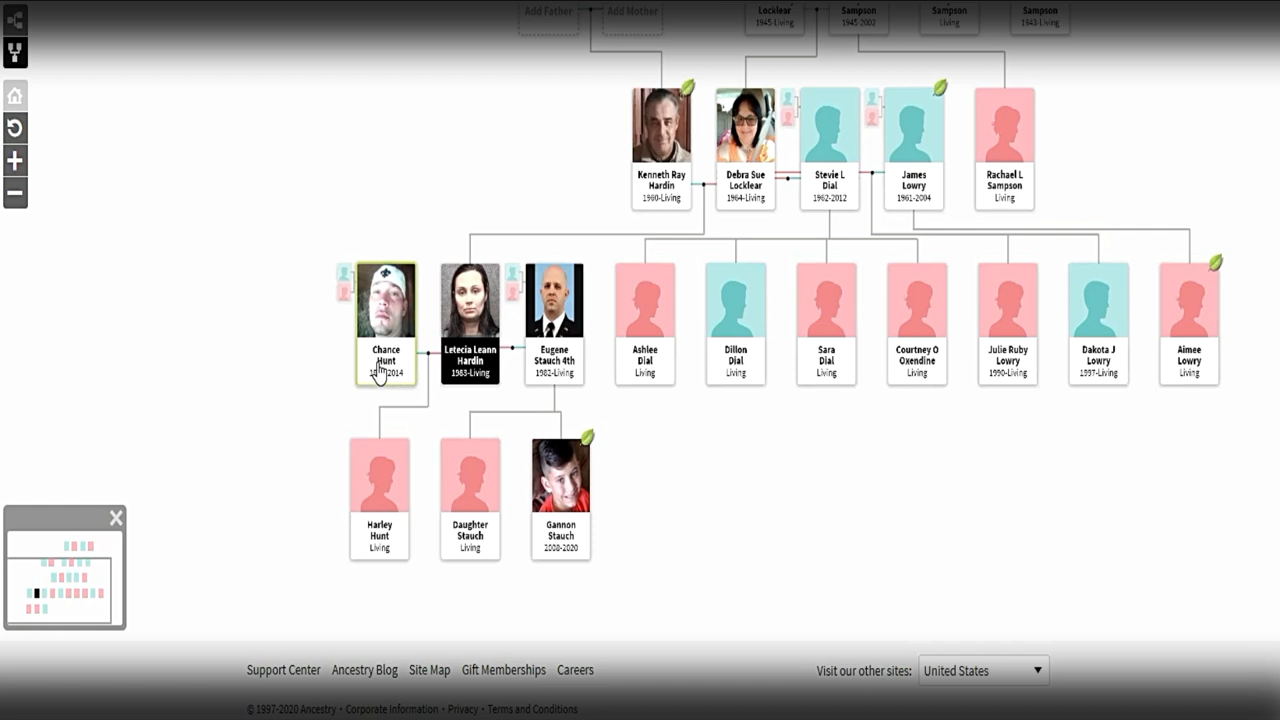 Add Father
Add Mother
Locklear
1945-Living
Sampson
1945-2002
Sampson
Living
Sampson
1943-Living
Kenneth Ray
Hardin
1960-Living
Debra Sue
Locklear
1964-Living
Stevie L
Dial
1962-2012
James
Lowry
1961-2004
Rachael L
Sampson
Living
Chance
Hunt
2014
Letecia Leann
Hardin
1983-Living
Eugene
Stauch 4th
1982-Living
Ashlee
Dial
Living
Dillon
Dial
Living
Sara
Dial
Living
Courtney O
Oxendine
Living
Julie Ruby
Lowry
1990-Living
Dakota J
Lowry
1997-Living
Aimee
Lowry
Living
Harley
Hunt
Living
Daughter
Stauch
Living
Gannon
Stauch
2008-2020
Support Center Ancestry Blog Site Map Gift Memberships Careers
Visit our other sites: United States
© 1997-2020 Ancestry • Corporate Information • Privacy • Terms and Conditions